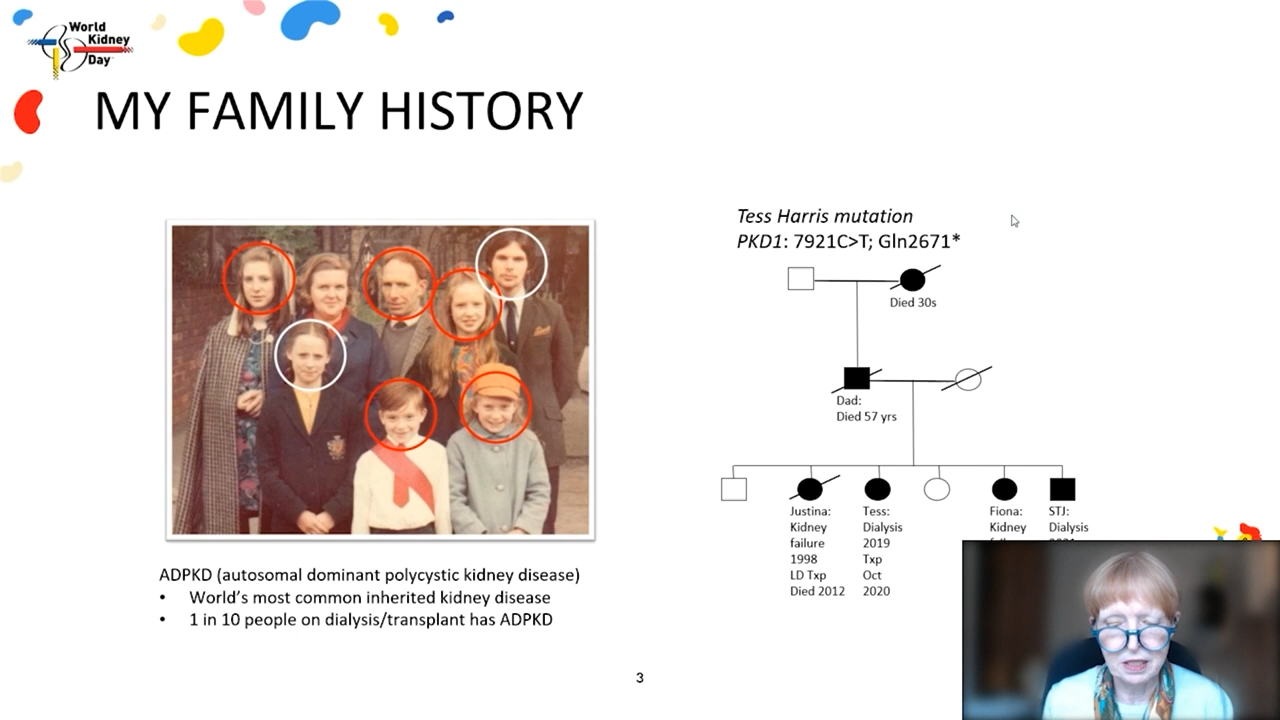 World
Kidney
Day
MY FAMILY HISTORY
Tess Harris mutation
PKD1: 7921C>T; Gln2671*
Died 30s
Dad:
Died 57 yrs
Justina:
Kidney
failure
1998
LD Txp
Died 2012
Tess:
Dialysis
2019
Txp
Oct
2020
Fiona:
Kidney
STJ:
Dialysis
ADPKD (autosomal dominant polycystic kidney disease)
• World's most common inherited kidney disease
• 1 in 10 people on dialysis/transplant has ADPKD
3